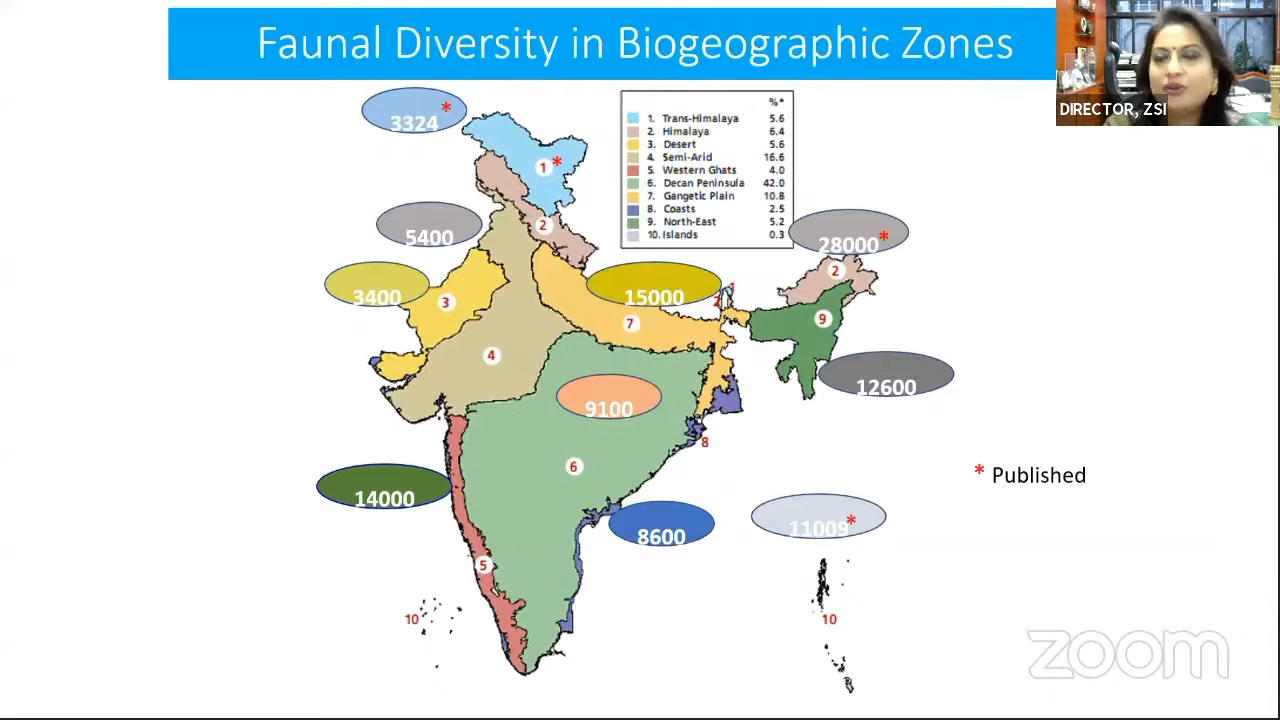 Faunal Diversity in Biogeographic Zones
DIRECTOR, ZSI
3324 *
%*
1. Trans-Himalaya 5.6
2. Himalaya 6.4
3. Desert 5.6
4. Semi-Arid 16.6
5. Western Ghats 4.0
6. Decan Peninsula 42.0
7. Gangetic Plain 10.8
8. Coasts 2.5
9. North-East 5.2
10. Islands 0.3
1 *
2
5400
28000 *
3400
15000
2
1
2
3
7
9
4
12600
9100
8
6
* Published
14000
8600
11009 *
5
10
10
zoom